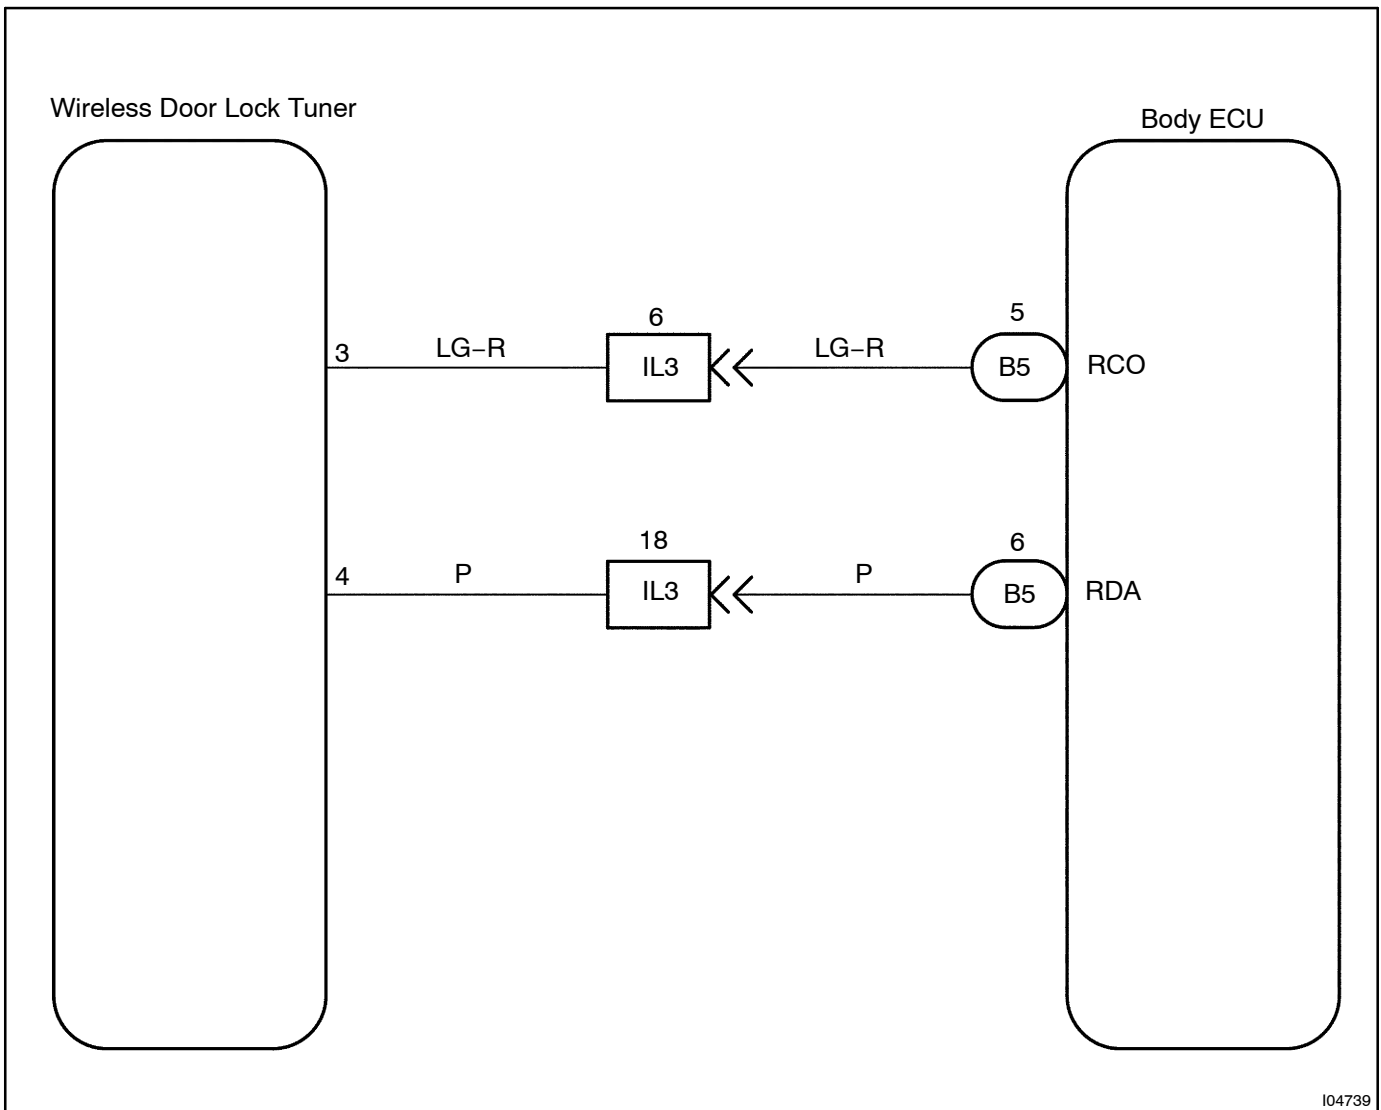 Wireless Door Lock Tuner
Body ECU
3
LG–R
6
IL3
LG–R
5
B5
RCO
4
P
18
IL3
P
6
B5
RDA
I04739